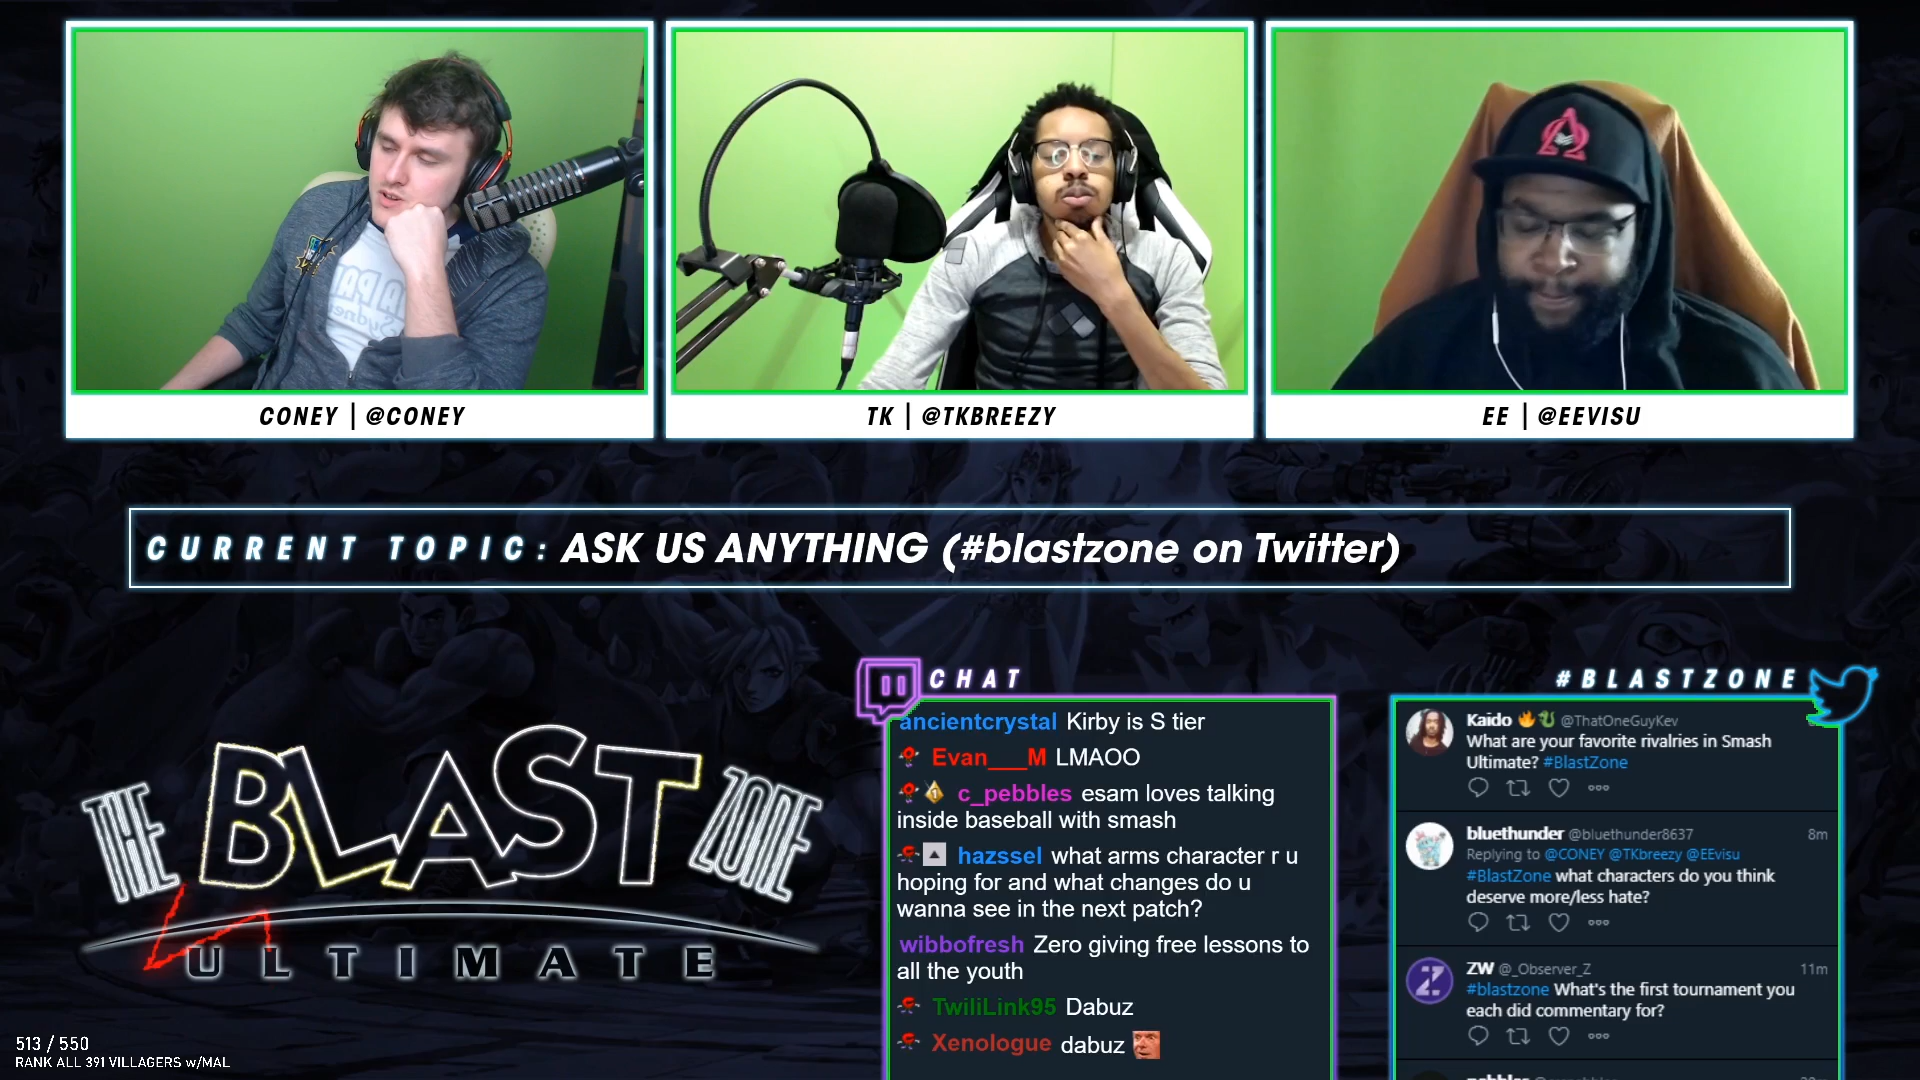 CONEY | @CONEY
TK | @TKBREEZY
EE | @EEVISU
CURRENT TOPIC: ASK US ANYTHING (#blastzone on Twitter)
THE BLAST ZONE
ULTIMATE
513 / 550
RANK ALL 391 VILLAGERS w/MAL
CHAT
ancientcrystal Kirby is S tier
Evan___M LMAOO
c_pebbles esam loves talking
inside baseball with smash
hazssel what arms character r u
hoping for and what changes do u
wanna see in the next patch?
wibbofresh Zero giving free lessons to
all the youth
TwiliLink95 Dabuz
Xenologue dabuz
#BLASTZONE
Kaido @ThatOneGuyKev
What are your favorite rivalries in Smash
Ultimate? #BlastZone
bluethunder @bluethunder8637 8m
Replying to @CONEY @TKbreezy @EEvisu
#BlastZone what characters do you think
deserve more/less hate?
ZW @_Observer_Z 11m
#blastzone What's the first tournament you
each did commentary for?